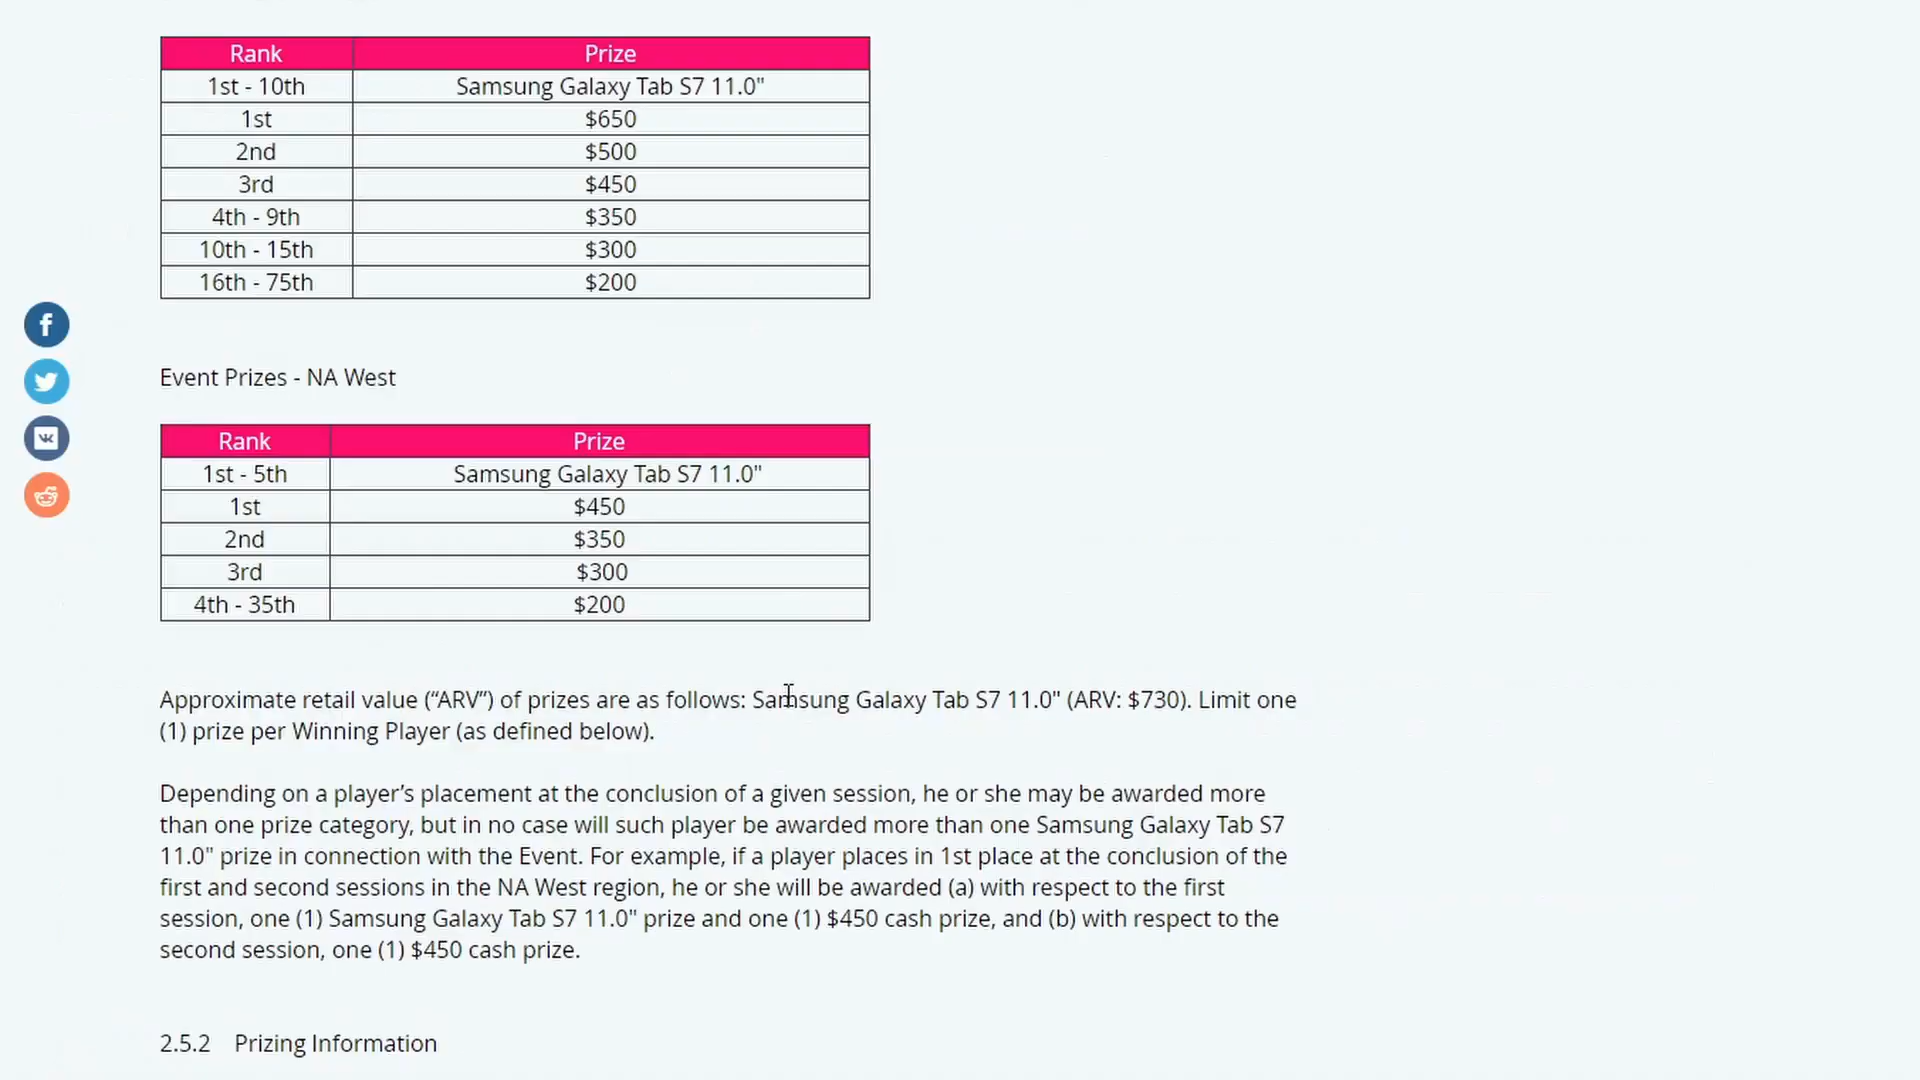 Rank Prize
1st - 10th Samsung Galaxy Tab S7 11.0"
1st $650
2nd $500
3rd $450
4th - 9th $350
10th - 15th $300
16th - 75th $200
Event Prizes - NA West
Rank Prize
1st - 5th Samsung Galaxy Tab S7 11.0"
1st $450
2nd $350
3rd $300
4th - 35th $200
Approximate retail value (“ARV”) of prizes are as follows: Samsung Galaxy Tab S7 11.0" (ARV: $730). Limit one
(1) prize per Winning Player (as defined below).
Depending on a player’s placement at the conclusion of a given session, he or she may be awarded more
than one prize category, but in no case will such player be awarded more than one Samsung Galaxy Tab S7
11.0" prize in connection with the Event. For example, if a player places in 1st place at the conclusion of the
first and second sessions in the NA West region, he or she will be awarded (a) with respect to the first
session, one (1) Samsung Galaxy Tab S7 11.0" prize and one (1) $450 cash prize, and (b) with respect to the
second session, one (1) $450 cash prize.
2.5.2 Prizing Information